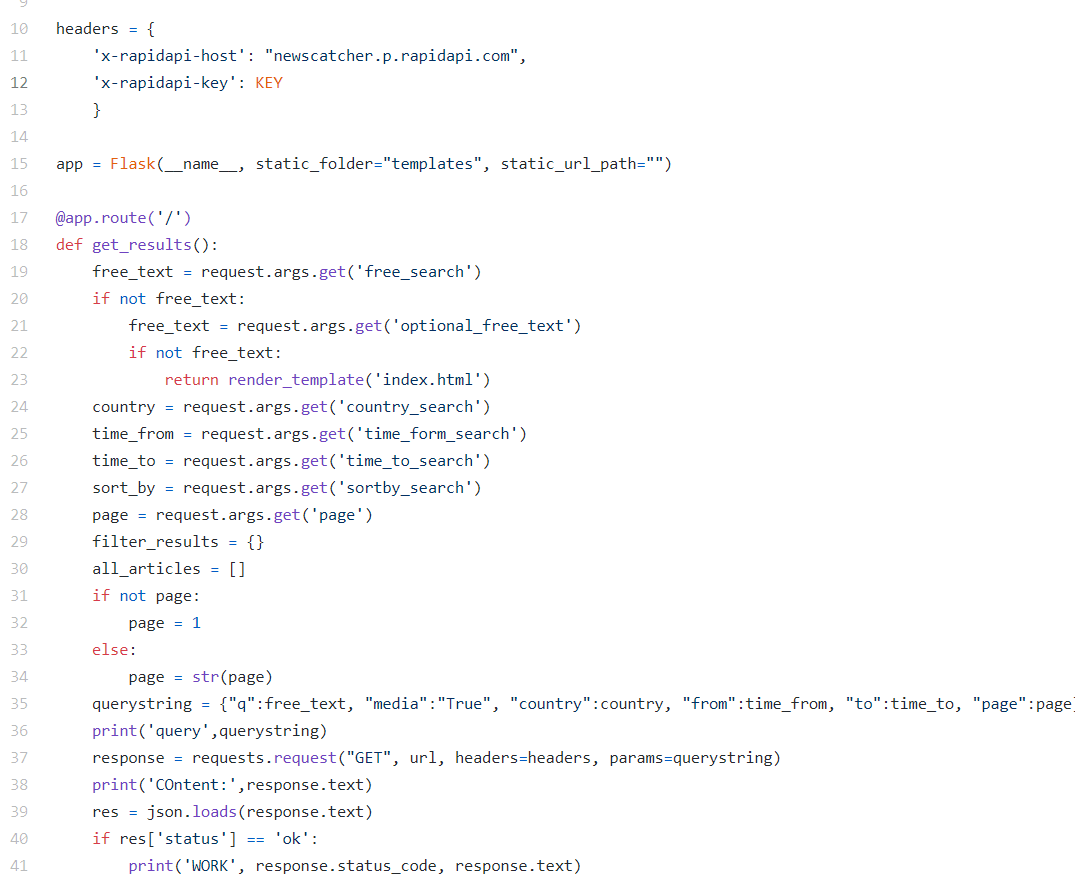 9
10 headers = {
11     'x-rapidapi-host': "newscatcher.p.rapidapi.com",
12     'x-rapidapi-key': KEY
13     }
14
15 app = Flask(__name__, static_folder="templates", static_url_path="")
16
17 @app.route('/')
18 def get_results():
19     free_text = request.args.get('free_search')
20     if not free_text:
21         free_text = request.args.get('optional_free_text')
22         if not free_text:
23             return render_template('index.html')
24     country = request.args.get('country_search')
25     time_from = request.args.get('time_form_search')
26     time_to = request.args.get('time_to_search')
27     sort_by = request.args.get('sortby_search')
28     page = request.args.get('page')
29     filter_results = {}
30     all_articles = []
31     if not page:
32         page = 1
33     else:
34         page = str(page)
35     querystring = {"q":free_text, "media":"True", "country":country, "from":time_from, "to":time_to, "page":page}
36     print('query',querystring)
37     response = requests.request("GET", url, headers=headers, params=querystring)
38     print('COntent:',response.text)
39     res = json.loads(response.text)
40     if res['status'] == 'ok':
41         print('WORK', response.status_code, response.text)